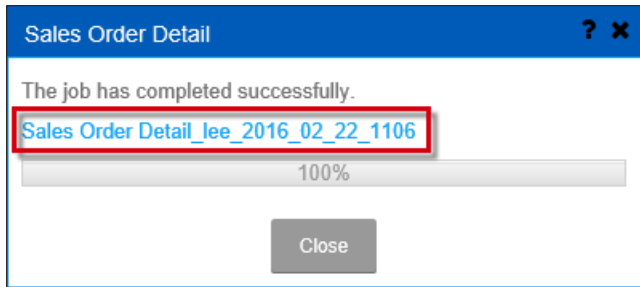 Sales Order Detail ? ✖
The job has completed successfully.
Sales Order Detail_lee_2016_02_22_1106
100%
Close